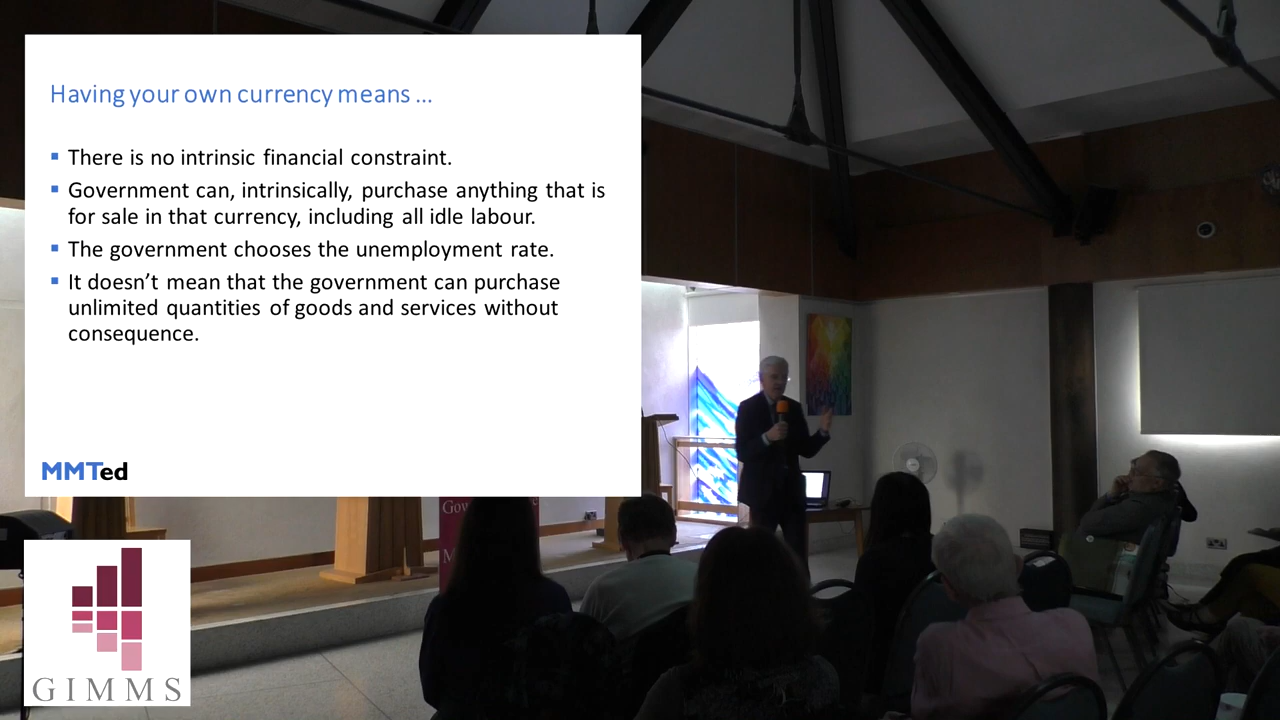 Having your own currency means ...
There is no intrinsic financial constraint.
Government can, intrinsically, purchase anything that is
for sale in that currency, including all idle labour.
The government chooses the unemployment rate.
It doesn’t mean that the government can purchase
unlimited quantities of goods and services without
consequence.
MMTed
GIMMS